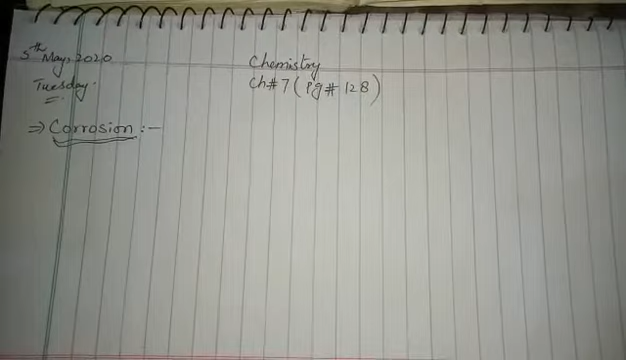 5th May, 2020
Chemistry
Tuesday.
Ch#7 (Pg # 128)
⇒ Corrosion :-